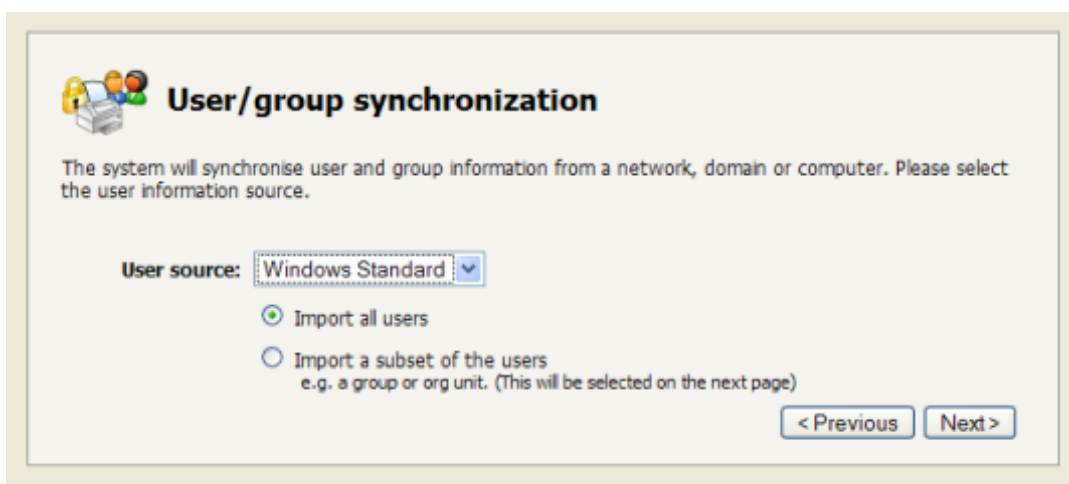 User/group synchronization
The system will synchronise user and group information from a network, domain or computer. Please select
the user information source.
User source: Windows Standard
Import all users
Import a subset of the users
e.g. a group or org unit. (This will be selected on the next page)
< Previous Next >